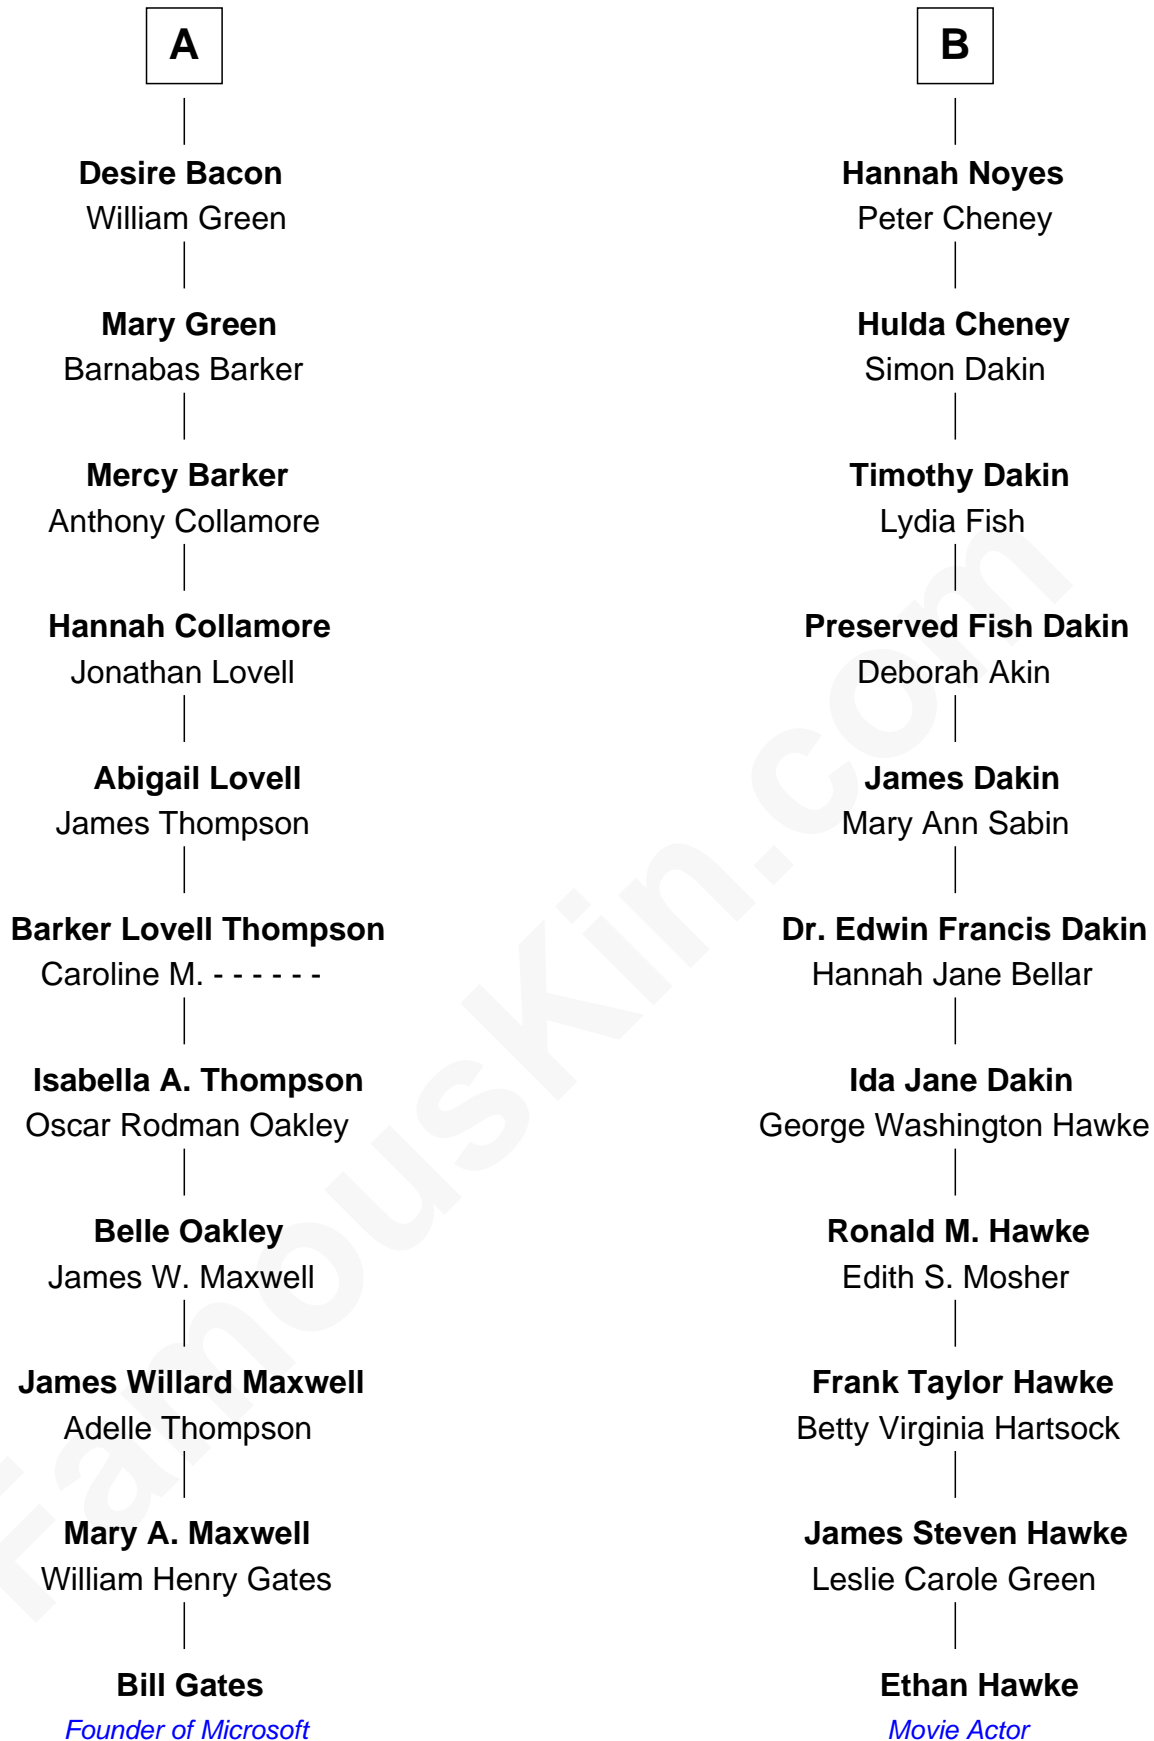 A
Desire Bacon
William Green
Mary Green
Barnabas Barker
Mercy Barker
Anthony Collamore
Hannah Collamore
Jonathan Lovell
Abigail Lovell
James Thompson
Barker Lovell Thompson
Caroline M. - - - - - -
Isabella A. Thompson
Oscar Rodman Oakley
Belle Oakley
James W. Maxwell
James Willard Maxwell
Adelle Thompson
Mary A. Maxwell
William Henry Gates
Bill Gates
Founder of Microsoft
B
Hannah Noyes
Peter Cheney
Hulda Cheney
Simon Dakin
Timothy Dakin
Lydia Fish
Preserved Fish Dakin
Deborah Akin
James Dakin
Mary Ann Sabin
Dr. Edwin Francis Dakin
Hannah Jane Bellar
Ida Jane Dakin
George Washington Hawke
Ronald M. Hawke
Edith S. Mosher
Frank Taylor Hawke
Betty Virginia Hartsock
James Steven Hawke
Leslie Carole Green
Ethan Hawke
Movie Actor
FamousKin.com